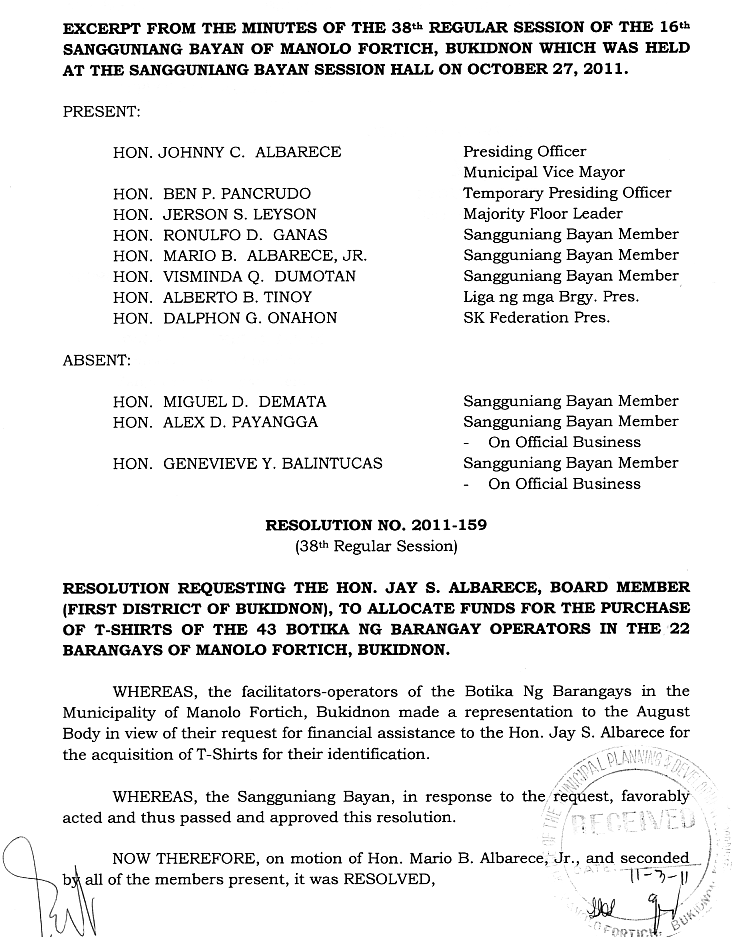 EXCERPT FROM THE MINUTES OF THE 38th REGULAR SESSION OF THE 16th
SANGGUNIANG BAYAN OF MANOLO FORTICH, BUKIDNON WHICH WAS HELD
AT THE SANGGUNIANG BAYAN SESSION HALL ON OCTOBER 27, 2011.
PRESENT:
HON. JOHNNY C. ALBARECE Presiding Officer
Municipal Vice Mayor
HON. BEN P. PANCRUDO Temporary Presiding Officer
HON. JERSON S. LEYSON Majority Floor Leader
HON. RONULFO D. GANAS Sangguniang Bayan Member
HON. MARIO B. ALBARECE, JR. Sangguniang Bayan Member
HON. VISMINDA Q. DUMOTAN Sangguniang Bayan Member
HON. ALBERTO B. TINOY Liga ng mga Brgy. Pres.
HON. DALPHON G. ONAHON SK Federation Pres.
ABSENT:
HON. MIGUEL D. DEMATA Sangguniang Bayan Member
HON. ALEX D. PAYANGGA Sangguniang Bayan Member
- On Official Business
HON. GENEVIEVE Y. BALINTUCAS Sangguniang Bayan Member
- On Official Business
RESOLUTION NO. 2011-159
(38th Regular Session)
RESOLUTION REQUESTING THE HON. JAY S. ALBARECE, BOARD MEMBER
(FIRST DISTRICT OF BUKIDNON), TO ALLOCATE FUNDS FOR THE PURCHASE
OF T-SHIRTS OF THE 43 BOTIKA NG BARANGAY OPERATORS IN THE 22
BARANGAYS OF MANOLO FORTICH, BUKIDNON.
WHEREAS, the facilitators-operators of the Botika Ng Barangays in the
Municipality of Manolo Fortich, Bukidnon made a representation to the August
Body in view of their request for financial assistance to the Hon. Jay S. Albarece for
the acquisition of T-Shirts for their identification.
WHEREAS, the Sangguniang Bayan, in response to the request, favorably
acted and thus passed and approved this resolution.
NOW THEREFORE, on motion of Hon. Mario B. Albarece, Jr., and seconded
by all of the members present, it was RESOLVED,
OF THE MUNICIPAL PLANNING &
RECEIVED
DATE
11-3-11
FORTICH, BUKIDNON